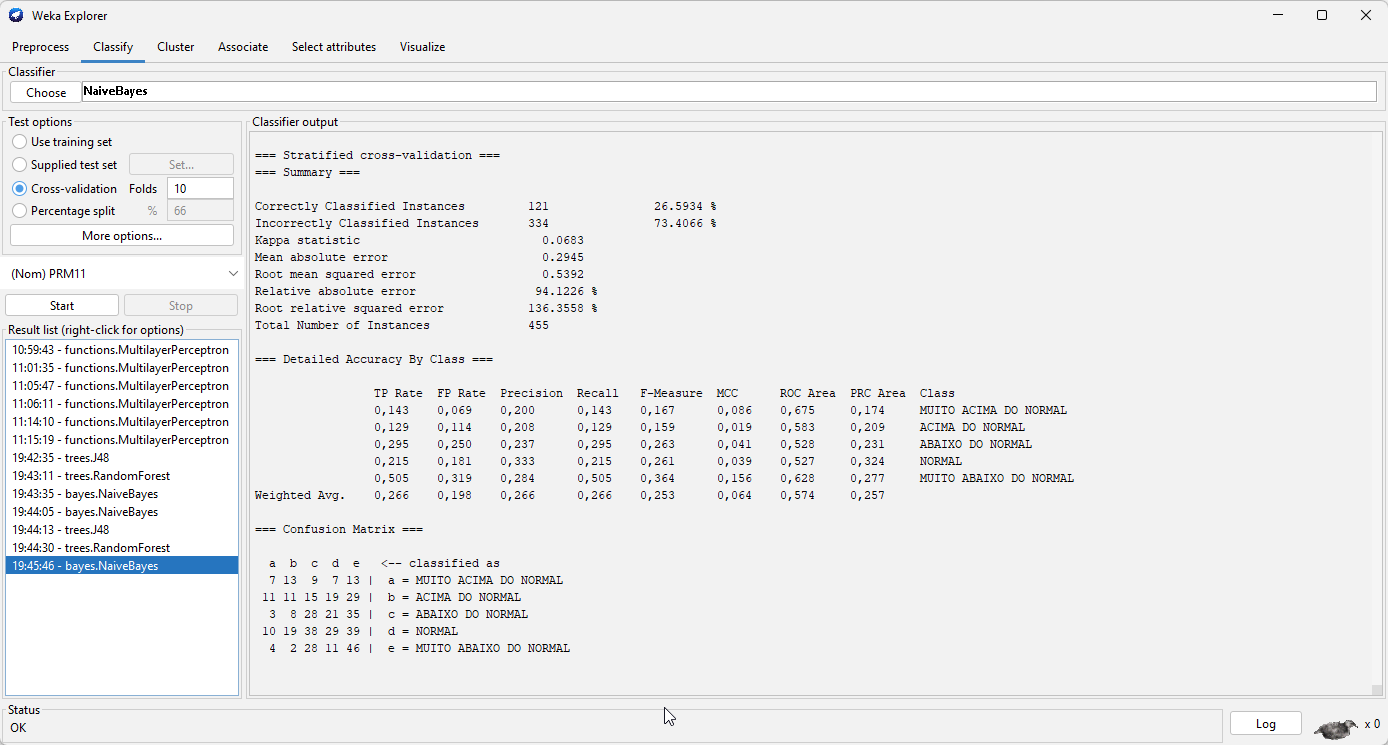 Weka Explorer
Preprocess Classify Cluster Associate Select attributes Visualize
Classifier
Choose NaiveBayes
Test options
Use training set
Supplied test set Set...
Cross-validation Folds 10
Percentage split % 66
More options...
(Nom) PRM11
Start Stop
Result list (right-click for options)
10:59:43 - functions.MultilayerPerceptron
11:01:35 - functions.MultilayerPerceptron
11:05:47 - functions.MultilayerPerceptron
11:06:11 - functions.MultilayerPerceptron
11:14:10 - functions.MultilayerPerceptron
11:15:19 - functions.MultilayerPerceptron
19:42:35 - trees.J48
19:43:11 - trees.RandomForest
19:43:35 - bayes.NaiveBayes
19:44:05 - bayes.NaiveBayes
19:44:13 - trees.J48
19:44:30 - trees.RandomForest
19:45:46 - bayes.NaiveBayes
Classifier output
=== Stratified cross-validation ===
=== Summary ===
Correctly Classified Instances 121 26.5934 %
Incorrectly Classified Instances 334 73.4066 %
Kappa statistic 0.0683
Mean absolute error 0.2945
Root mean squared error 0.5392
Relative absolute error 94.1226 %
Root relative squared error 136.3558 %
Total Number of Instances 455
=== Detailed Accuracy By Class ===
TP Rate FP Rate Precision Recall F-Measure MCC ROC Area PRC Area Class
0,143 0,069 0,200 0,143 0,167 0,086 0,675 0,174 MUITO ACIMA DO NORMAL
0,129 0,114 0,208 0,129 0,159 0,019 0,583 0,209 ACIMA DO NORMAL
0,295 0,250 0,237 0,295 0,263 0,041 0,528 0,231 ABAIXO DO NORMAL
0,215 0,181 0,333 0,215 0,261 0,039 0,527 0,324 NORMAL
0,505 0,319 0,284 0,505 0,364 0,156 0,628 0,277 MUITO ABAIXO DO NORMAL
Weighted Avg. 0,266 0,198 0,266 0,266 0,253 0,064 0,574 0,257
=== Confusion Matrix ===
a b c d e <-- classified as
7 13 9 7 13 | a = MUITO ACIMA DO NORMAL
11 11 15 19 29 | b = ACIMA DO NORMAL
3 8 28 21 35 | c = ABAIXO DO NORMAL
10 19 38 29 39 | d = NORMAL
4 2 28 11 46 | e = MUITO ABAIXO DO NORMAL
Status
OK
Log x 0